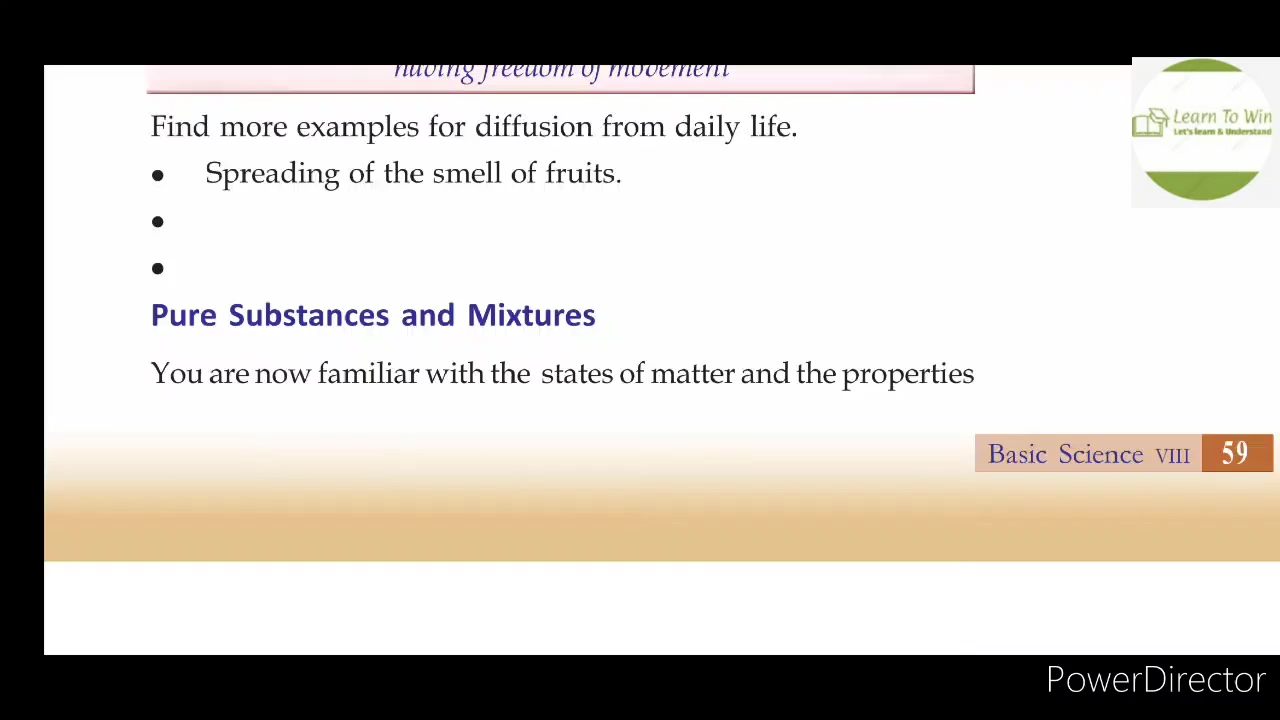 having freedom of movement
Find more examples for diffusion from daily life.
• Spreading of the smell of fruits.
•
•
Pure Substances and Mixtures
You are now familiar with the states of matter and the properties
Basic Science VIII 59
Learn To Win
Let's learn & Understand
PowerDirector